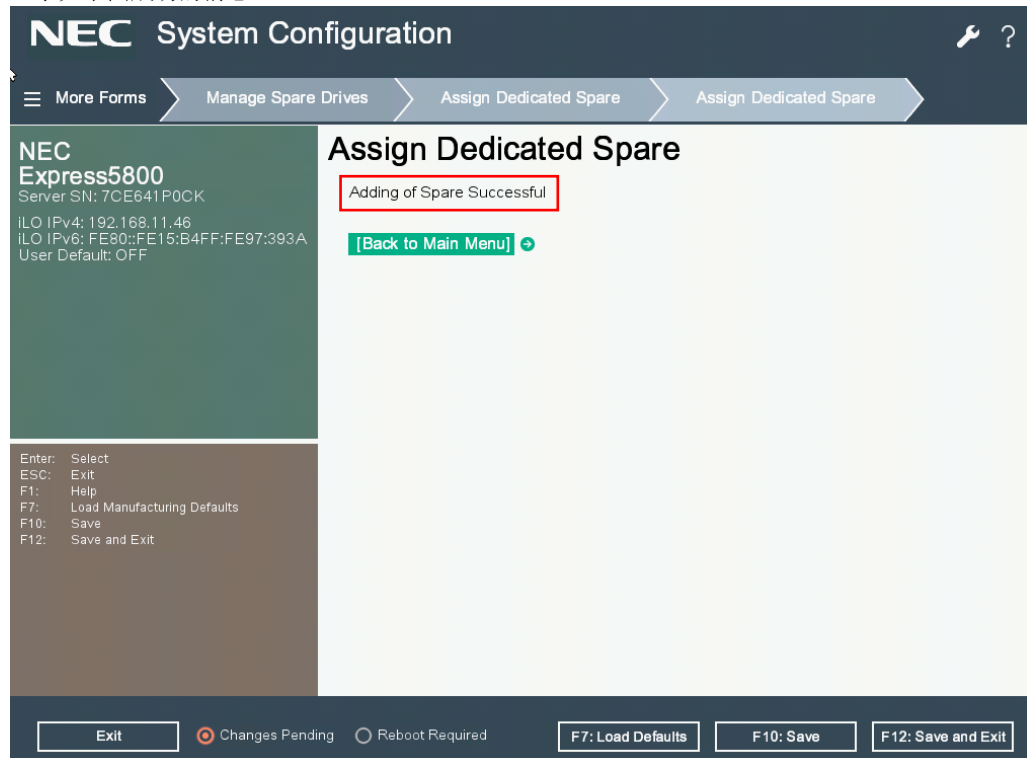 NEC System Configuration
?
More Forms Manage Spare Drives Assign Dedicated Spare Assign Dedicated Spare
NEC
Express5800
Server SN: 7CE641P0CK
iLO IPv4: 192.168.11.46
iLO IPv6: FE80::FE15:B4FF:FE97:393A
User Default: OFF
Assign Dedicated Spare
Adding of Spare Successful
[Back to Main Menu]
Enter: Select
ESC: Exit
F1: Help
F7: Load Manufacturing Defaults
F10: Save
F12: Save and Exit
Exit Changes Pending Reboot Required F7: Load Defaults F10: Save F12: Save and Exit